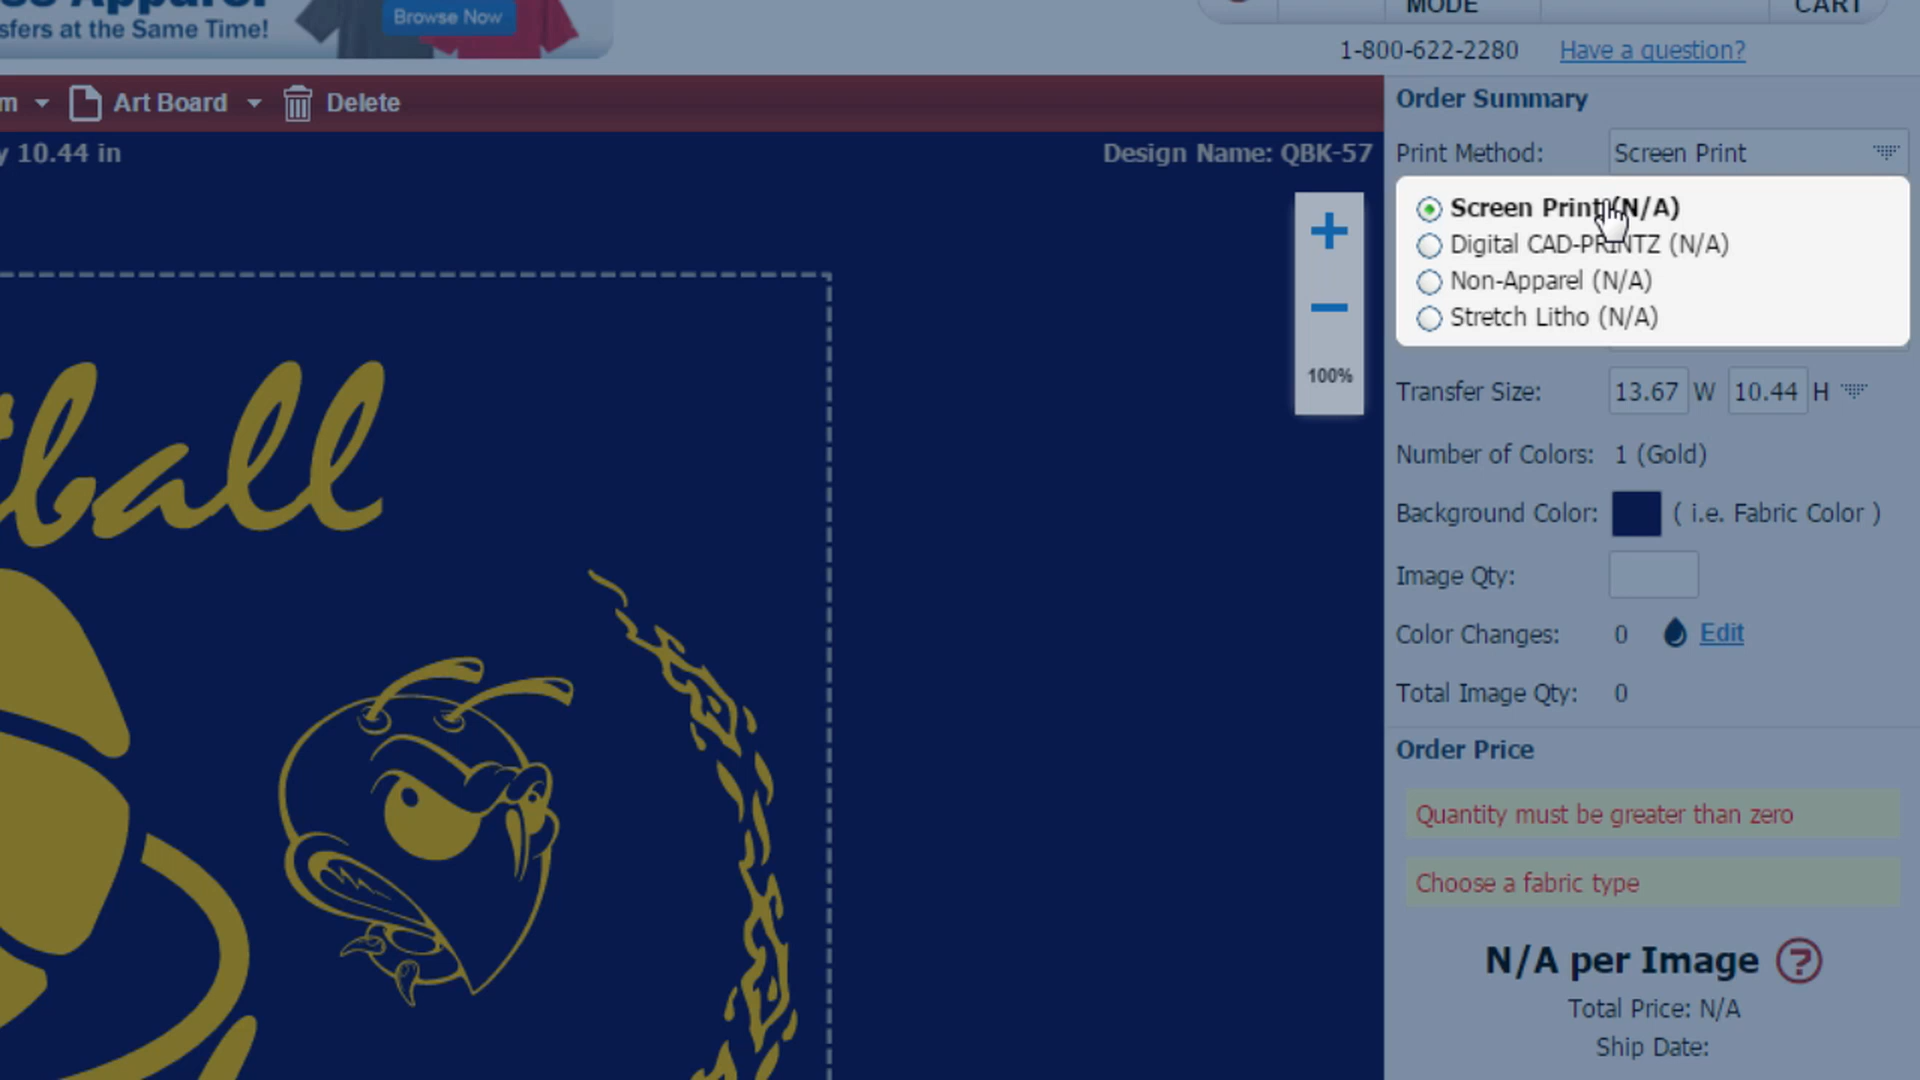 sfers at the Same Time!
Browse Now
MODE
CART
1-800-622-2280 Have a question?
m Art Board Delete
y 10.44 in
Design Name: QBK-57
100%
ball
Order Summary
Print Method: Screen Print
Screen Print (N/A)
Digital CAD-PRINTZ (N/A)
Non-Apparel (N/A)
Stretch Litho (N/A)
Transfer Size: 13.67 W 10.44 H
Number of Colors: 1 (Gold)
Background Color: ( i.e. Fabric Color )
Image Qty:
Color Changes: 0 Edit
Total Image Qty: 0
Order Price
Quantity must be greater than zero
Choose a fabric type
N/A per Image ?
Total Price: N/A
Ship Date: